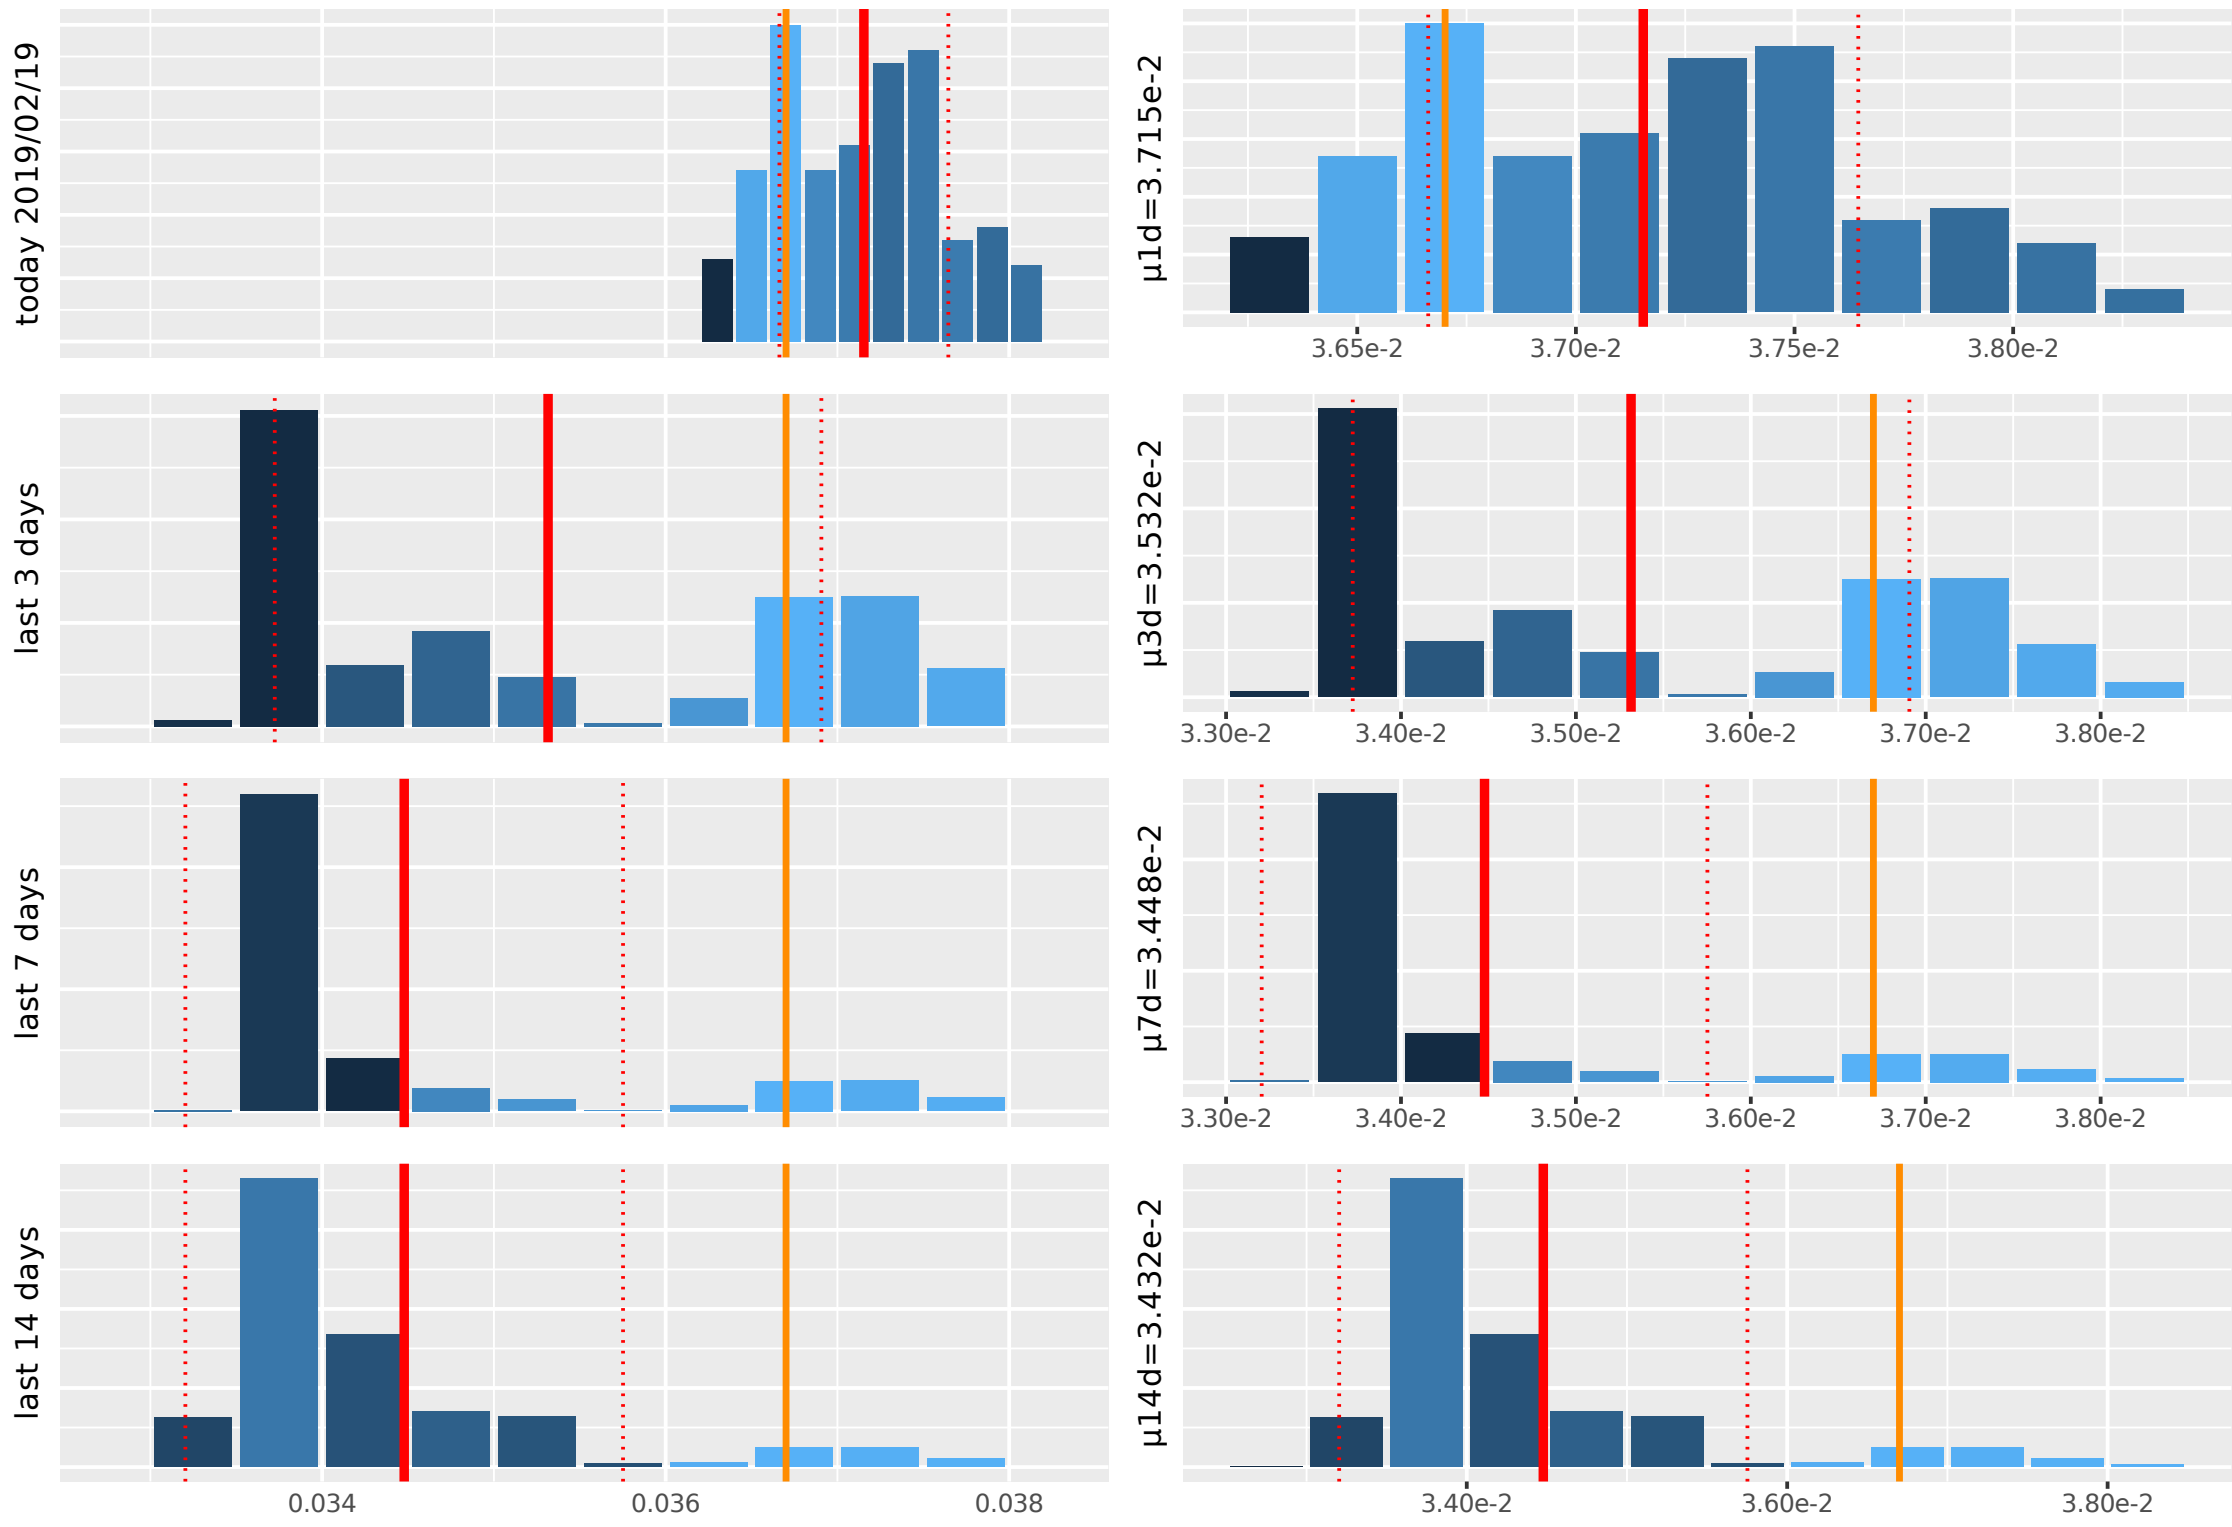 today 2019/02/19
µ1d=3.715e-2
3.65e-2 3.70e-2 3.75e-2 3.80e-2
last 3 days
µ3d=3.532e-2
3.30e-2 3.40e-2 3.50e-2 3.60e-2 3.70e-2 3.80e-2
last 7 days
µ7d=3.448e-2
3.30e-2 3.40e-2 3.50e-2 3.60e-2 3.70e-2 3.80e-2
last 14 days
0.034 0.036 0.038
µ14d=3.432e-2
3.40e-2 3.60e-2 3.80e-2